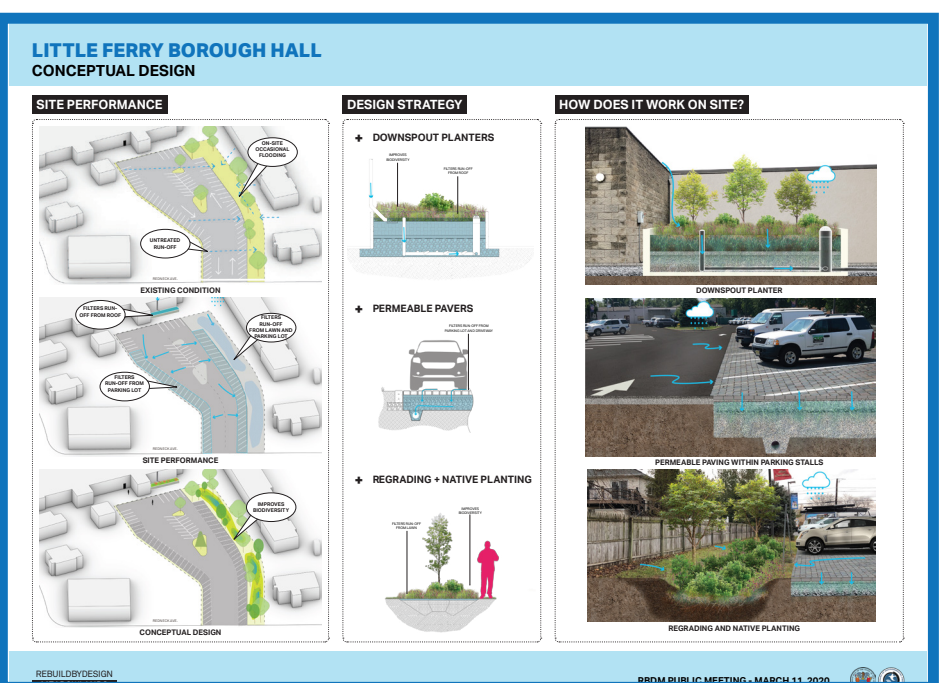 LITTLE FERRY BOROUGH HALL
CONCEPTUAL DESIGN
SITE PERFORMANCE
ON-SITE
OCCASIONAL
FLOODING
UNTREATED
RUN-OFF
EXISTING CONDITION
FILTERS RUN-
OFF FROM ROOF
FILTERS
RUN-OFF
FROM LAWN AND
PARKING LOT
FILTERS
RUN-OFF FROM
PARKING LOT
SITE PERFORMANCE
IMPROVES
BIODIVERSITY
CONCEPTUAL DESIGN
DESIGN STRATEGY
+ DOWNSPOUT PLANTERS
IMPROVES
BIODIVERSITY
FILTERS RUN-OFF
FROM ROOF
+ PERMEABLE PAVERS
FILTERS RUN-OFF FROM
PARKING LOT AND DRIVEWAY
+ REGRADING + NATIVE PLANTING
FILTERS RUN-OFF
FROM LAWN
IMPROVES
BIODIVERSITY
HOW DOES IT WORK ON SITE?
DOWNSPOUT PLANTER
PERMEABLE PAVING WITHIN PARKING STALLS
REGRADING AND NATIVE PLANTING
REBUILDBYDESIGN
RBDM PUBLIC MEETING - MARCH 11, 2020